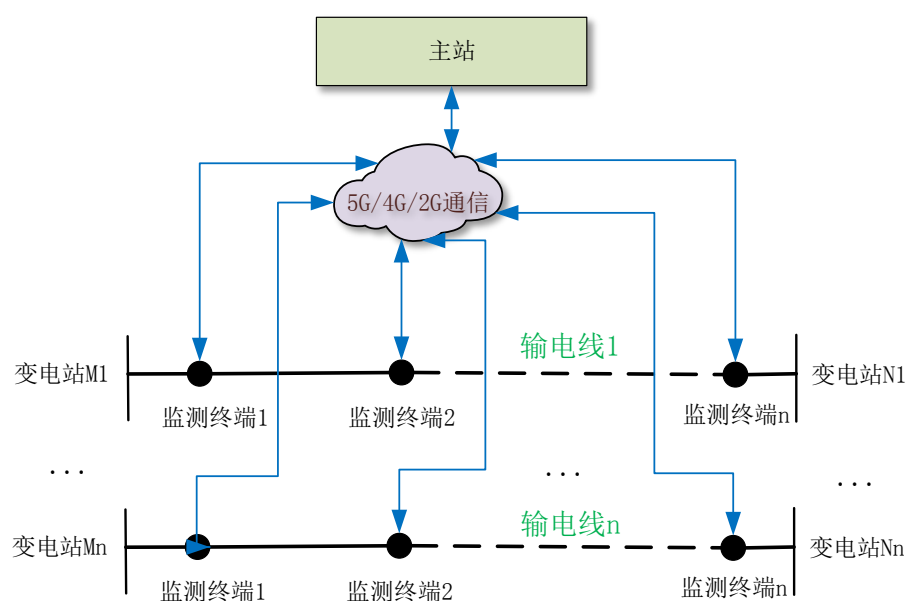 主站
5G/4G/2G通信
输电线1
变电站M1
变电站N1
监测终端1
监测终端2
监测终端n
...
...
...
输电线n
变电站Mn
变电站Nn
监测终端1
监测终端2
监测终端n